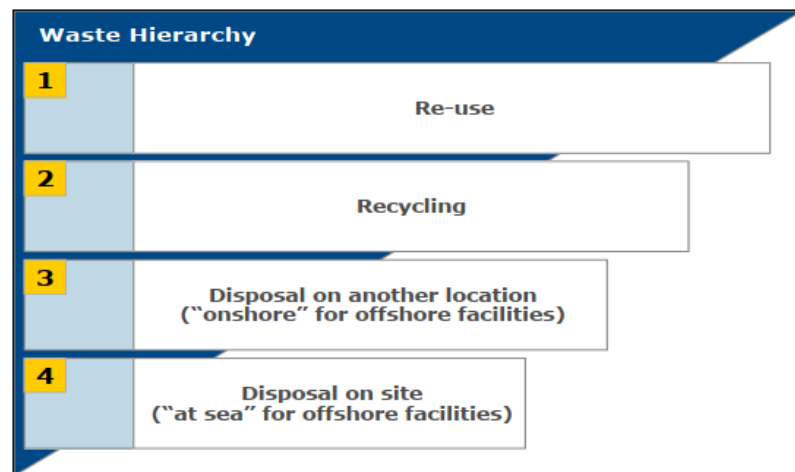 Waste Hierarchy
1
Re-use
2
Recycling
3
Disposal on another location
("onshore" for offshore facilities)
4
Disposal on site
("at sea" for offshore facilities)